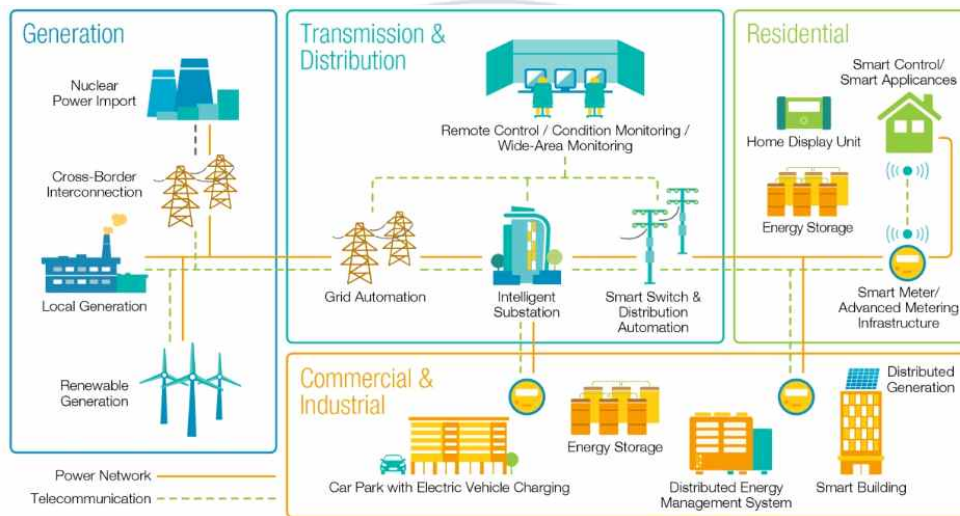 Generation
Nuclear
Power Import
Cross-Border
Interconnection
Local Generation
Renewable
Generation
Power Network
Telecommunication
Transmission &
Distribution
Remote Control / Condition Monitoring /
Wide-Area Monitoring
Grid Automation
Intelligent
Substation
Smart Switch &
Distribution
Automation
Residential
Smart Control/
Smart Applicances
Home Display Unit
Energy Storage
Smart Meter/
Advanced Metering
Infrastructure
Commercial &
Industrial
Car Park with Electric Vehicle Charging
Energy Storage
Distributed Energy
Management System
Distributed
Generation
Smart Building